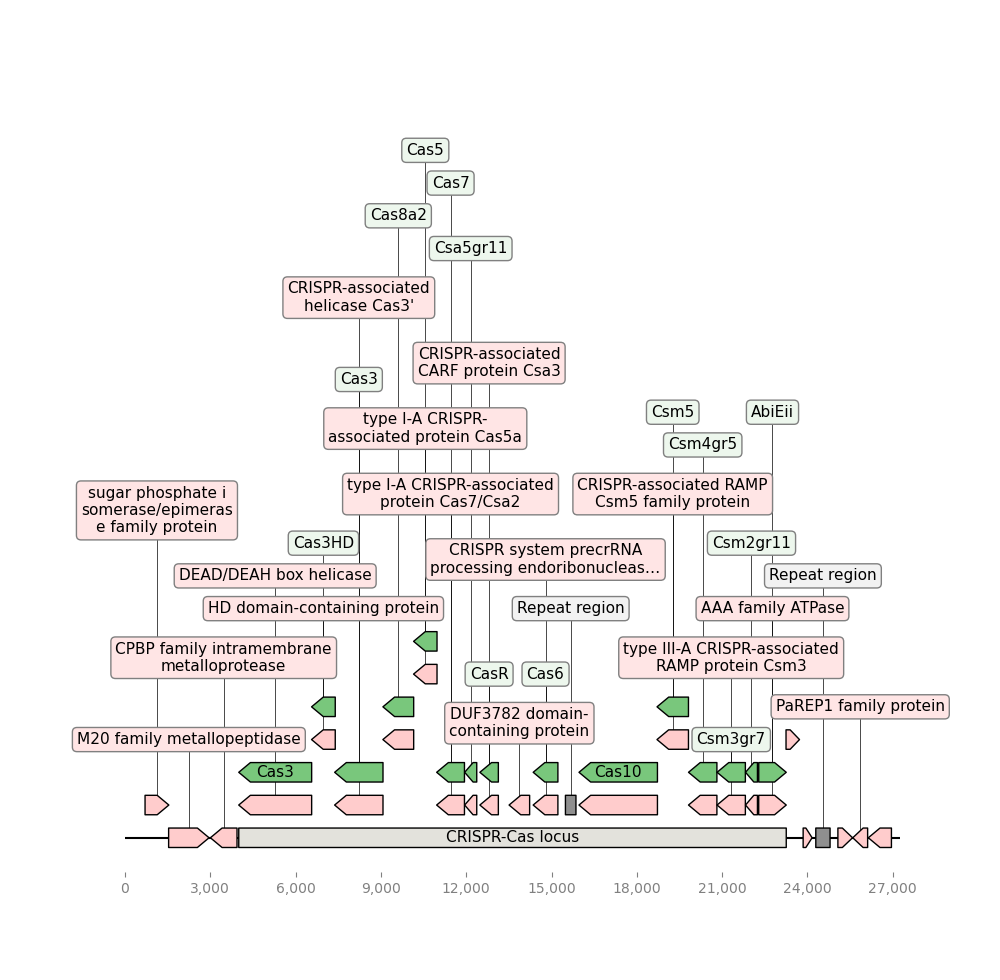 Cas5
Cas7
Cas8a2
Csa5gr11
CRISPR-associated
helicase Cas3'
CRISPR-associated
CARF protein Csa3
Cas3
type I-A CRISPR-
associated protein Cas5a
Csm5
AbiEii
Csm4gr5
type I-A CRISPR-associated
protein Cas7/Csa2
CRISPR-associated RAMP
Csm5 family protein
sugar phosphate i
somerase/epimeras
e family protein
Cas3HD
Csm2gr11
CRISPR system precrRNA
processing endoribonucleas…
DEAD/DEAH box helicase
Repeat region
HD domain-containing protein
Repeat region
AAA family ATPase
CPBP family intramembrane
metalloprotease
type III-A CRISPR-associated
RAMP protein Csm3
CasR
Cas6
PaREP1 family protein
DUF3782 domain-
containing protein
M20 family metallopeptidase
Csm3gr7
Cas3
Cas10
CRISPR-Cas locus
0
3,000
6,000
9,000
12,000
15,000
18,000
21,000
24,000
27,000